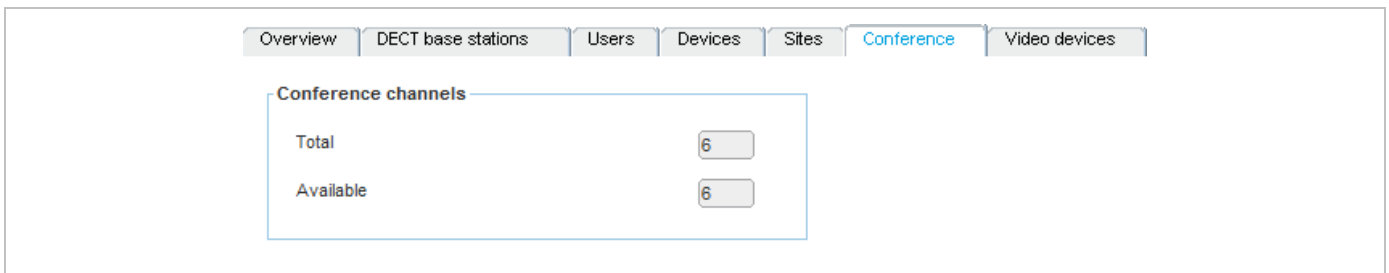 Overview DECT base stations Users Devices Sites Conference Video devices
Conference channels
Total 6
Available 6